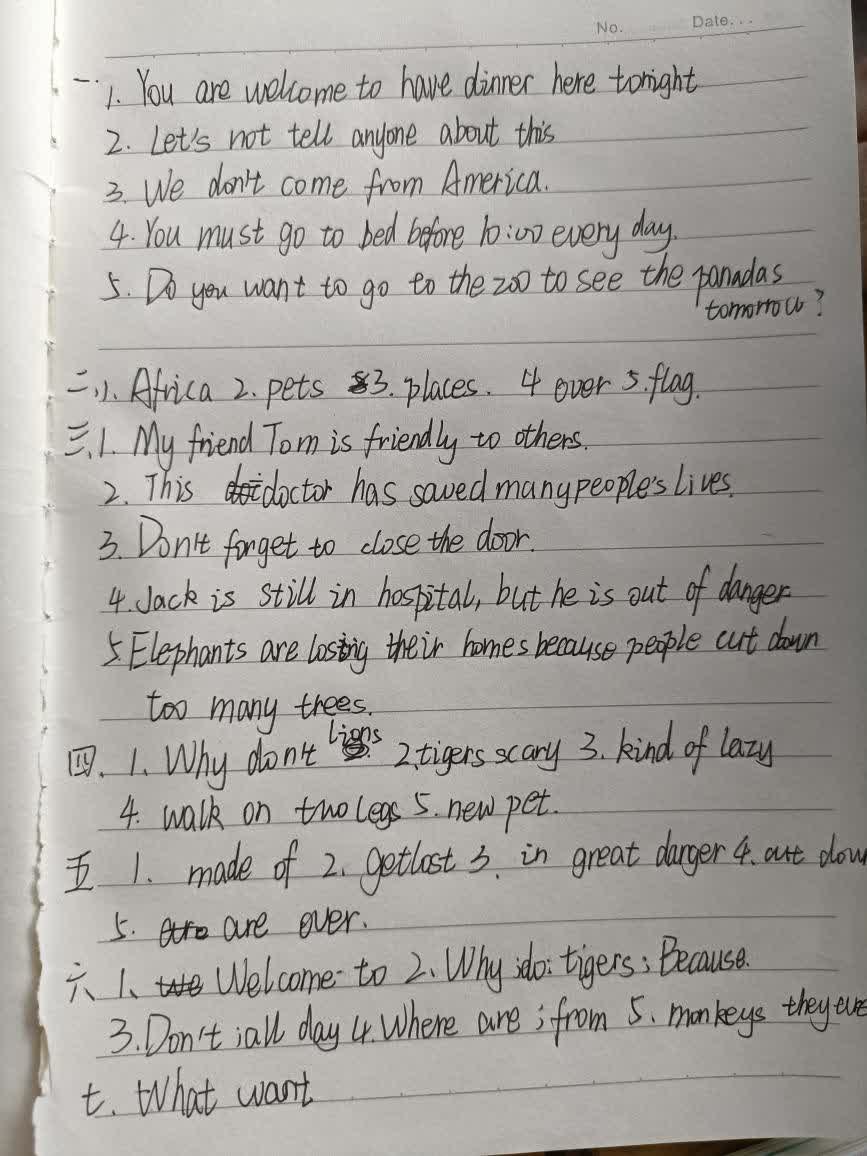 No. Date...
一. 1. You are welcome to have dinner here tonight
2. Let's not tell anyone about this
3. We don't come from America.
4. You must go to bed before 10:00 every day.
5. Do you want to go to the zoo to see the panadas
tomorrow?
二、1. Africa 2. pets 3. places. 4 over 5. flag.
三、1. My friend Tom is friendly to others.
2. This doctor has saved many people's lives.
3. Don't forget to close the door.
4. Jack is still in hospital, but he is out of danger
5. Elephants are losing their homes because people cut down
too many threes.
四. 1. Why don't lions 2. tigers scary 3. kind of lazy
4. walk on two legs 5. new pet.
五 1. made of 2. get lost 3. in great danger 4. cut down
5. are over.
六、1. Welcome to 2. Why; do; tigers; Because.
3. Don't; all day 4. Where are; from 5. monkeys they are
七. What want